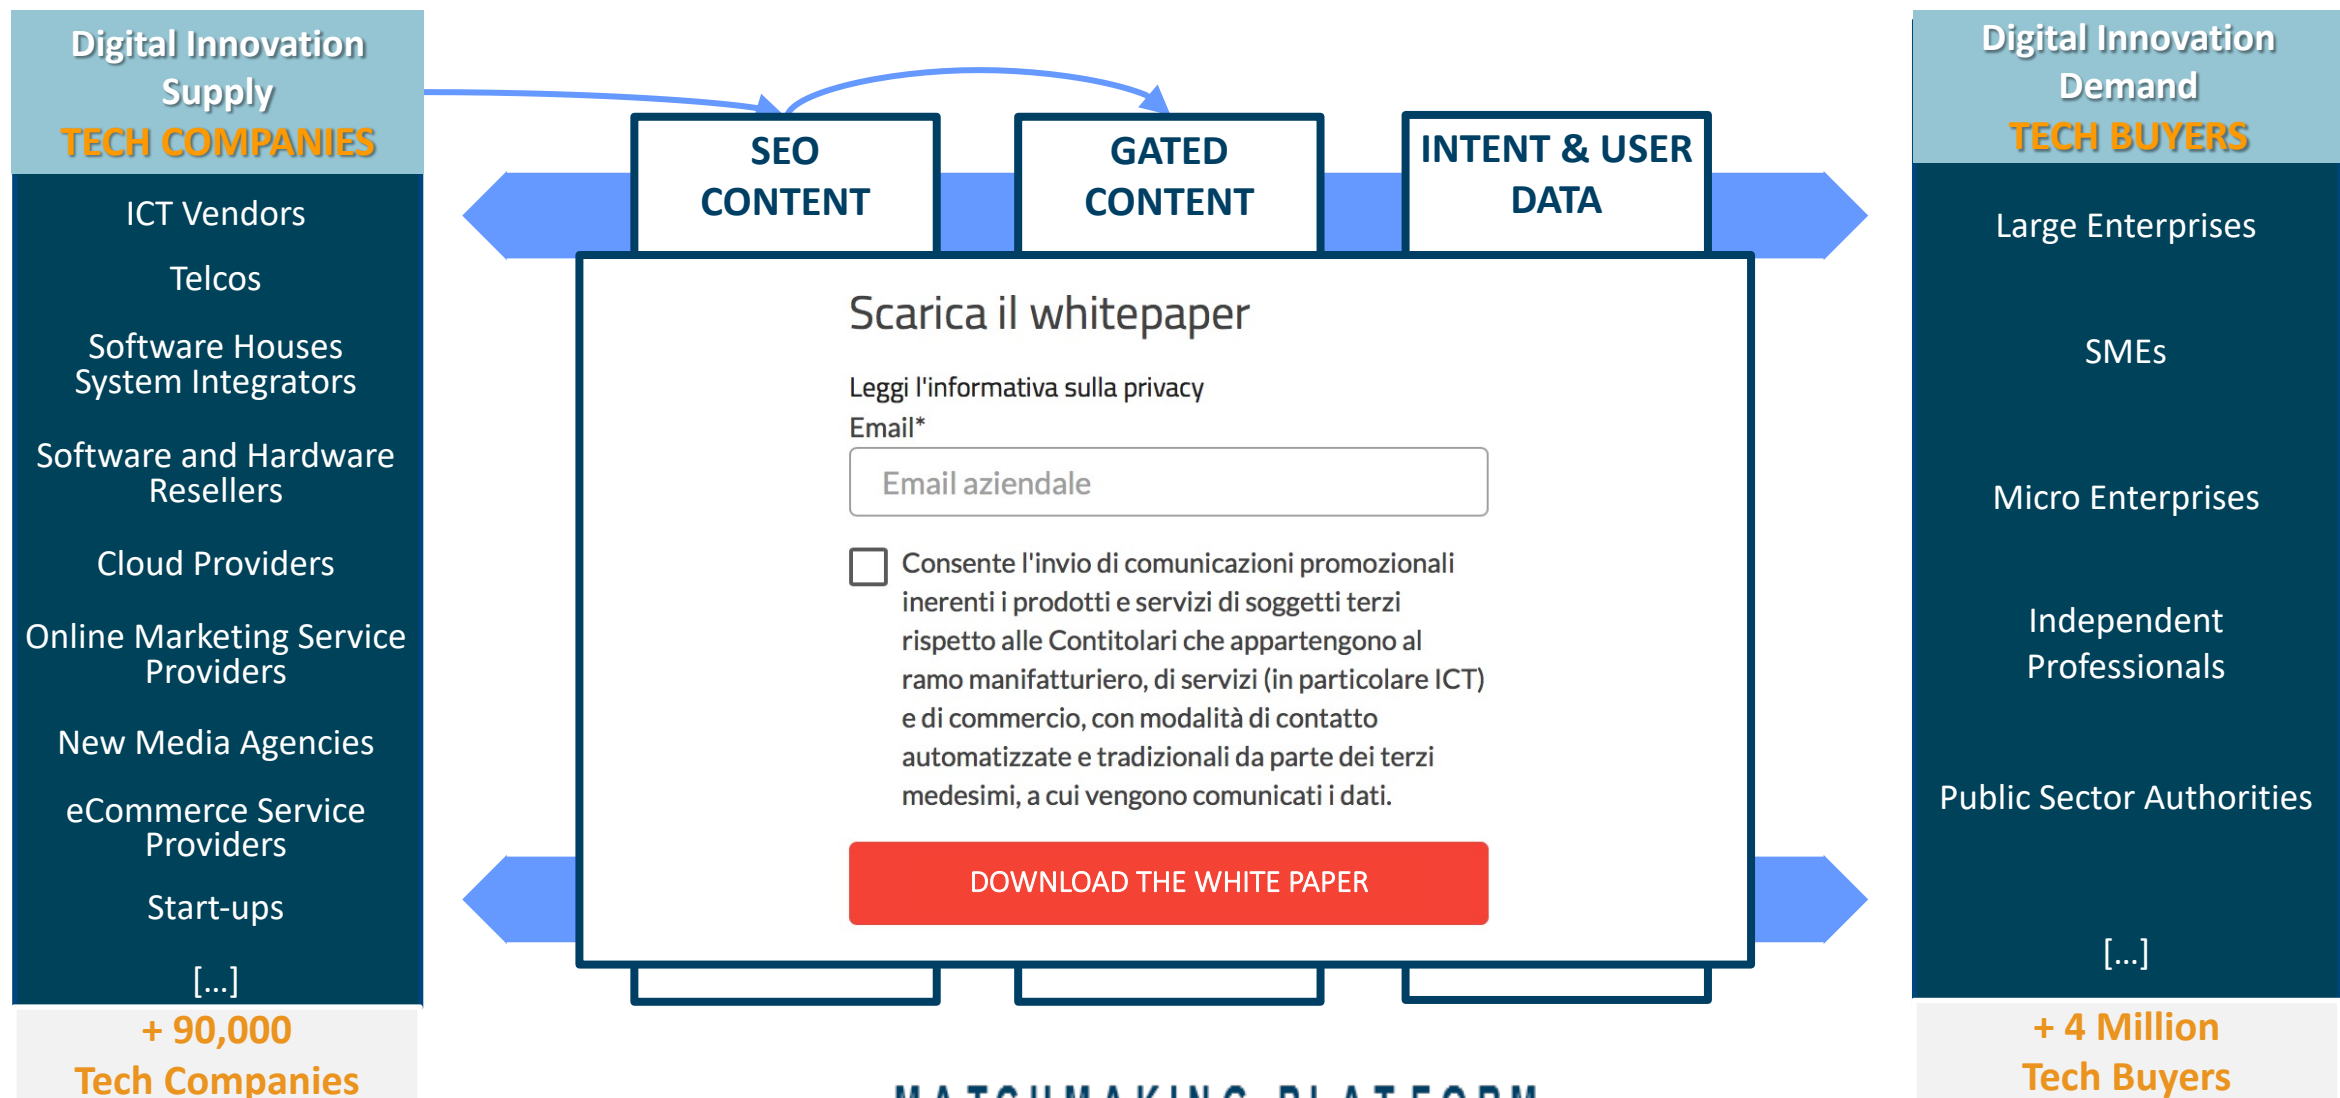 Digital Innovation
Supply
TECH COMPANIES
ICT Vendors
Telcos
Software Houses
System Integrators
Software and Hardware
Resellers
Cloud Providers
Online Marketing Service
Providers
New Media Agencies
eCommerce Service
Providers
Start-ups
[...]
+ 90,000
Tech Companies
SEO
CONTENT
GATED
CONTENT
INTENT & USER
DATA
Scarica il whitepaper
Leggi l'informativa sulla privacy
Email*
Email aziendale
Consente l'invio di comunicazioni promozionali
inerenti i prodotti e servizi di soggetti terzi
rispetto alle Contitolari che appartengono al
ramo manifatturiero, di servizi (in particolare ICT)
e di commercio, con modalità di contatto
automatizzate e tradizionali da parte dei terzi
medesimi, a cui vengono comunicati i dati.
DOWNLOAD THE WHITE PAPER
MATCHMAKING PLATFORM
Digital Innovation
Demand
TECH BUYERS
Large Enterprises
SMEs
Micro Enterprises
Independent
Professionals
Public Sector Authorities
[...]
+ 4 Million
Tech Buyers